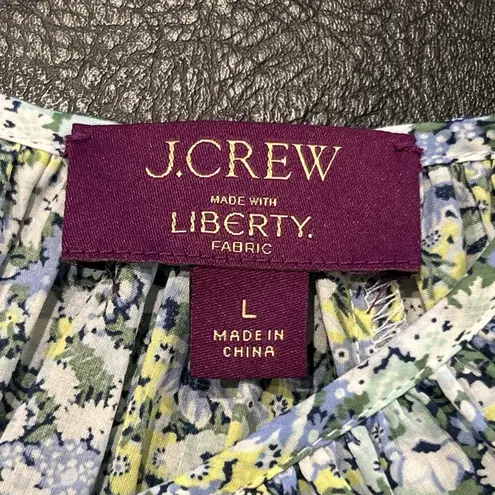 J.CREW
MADE WITH
LIBERTY.
FABRIC
L
MADE IN
CHINA